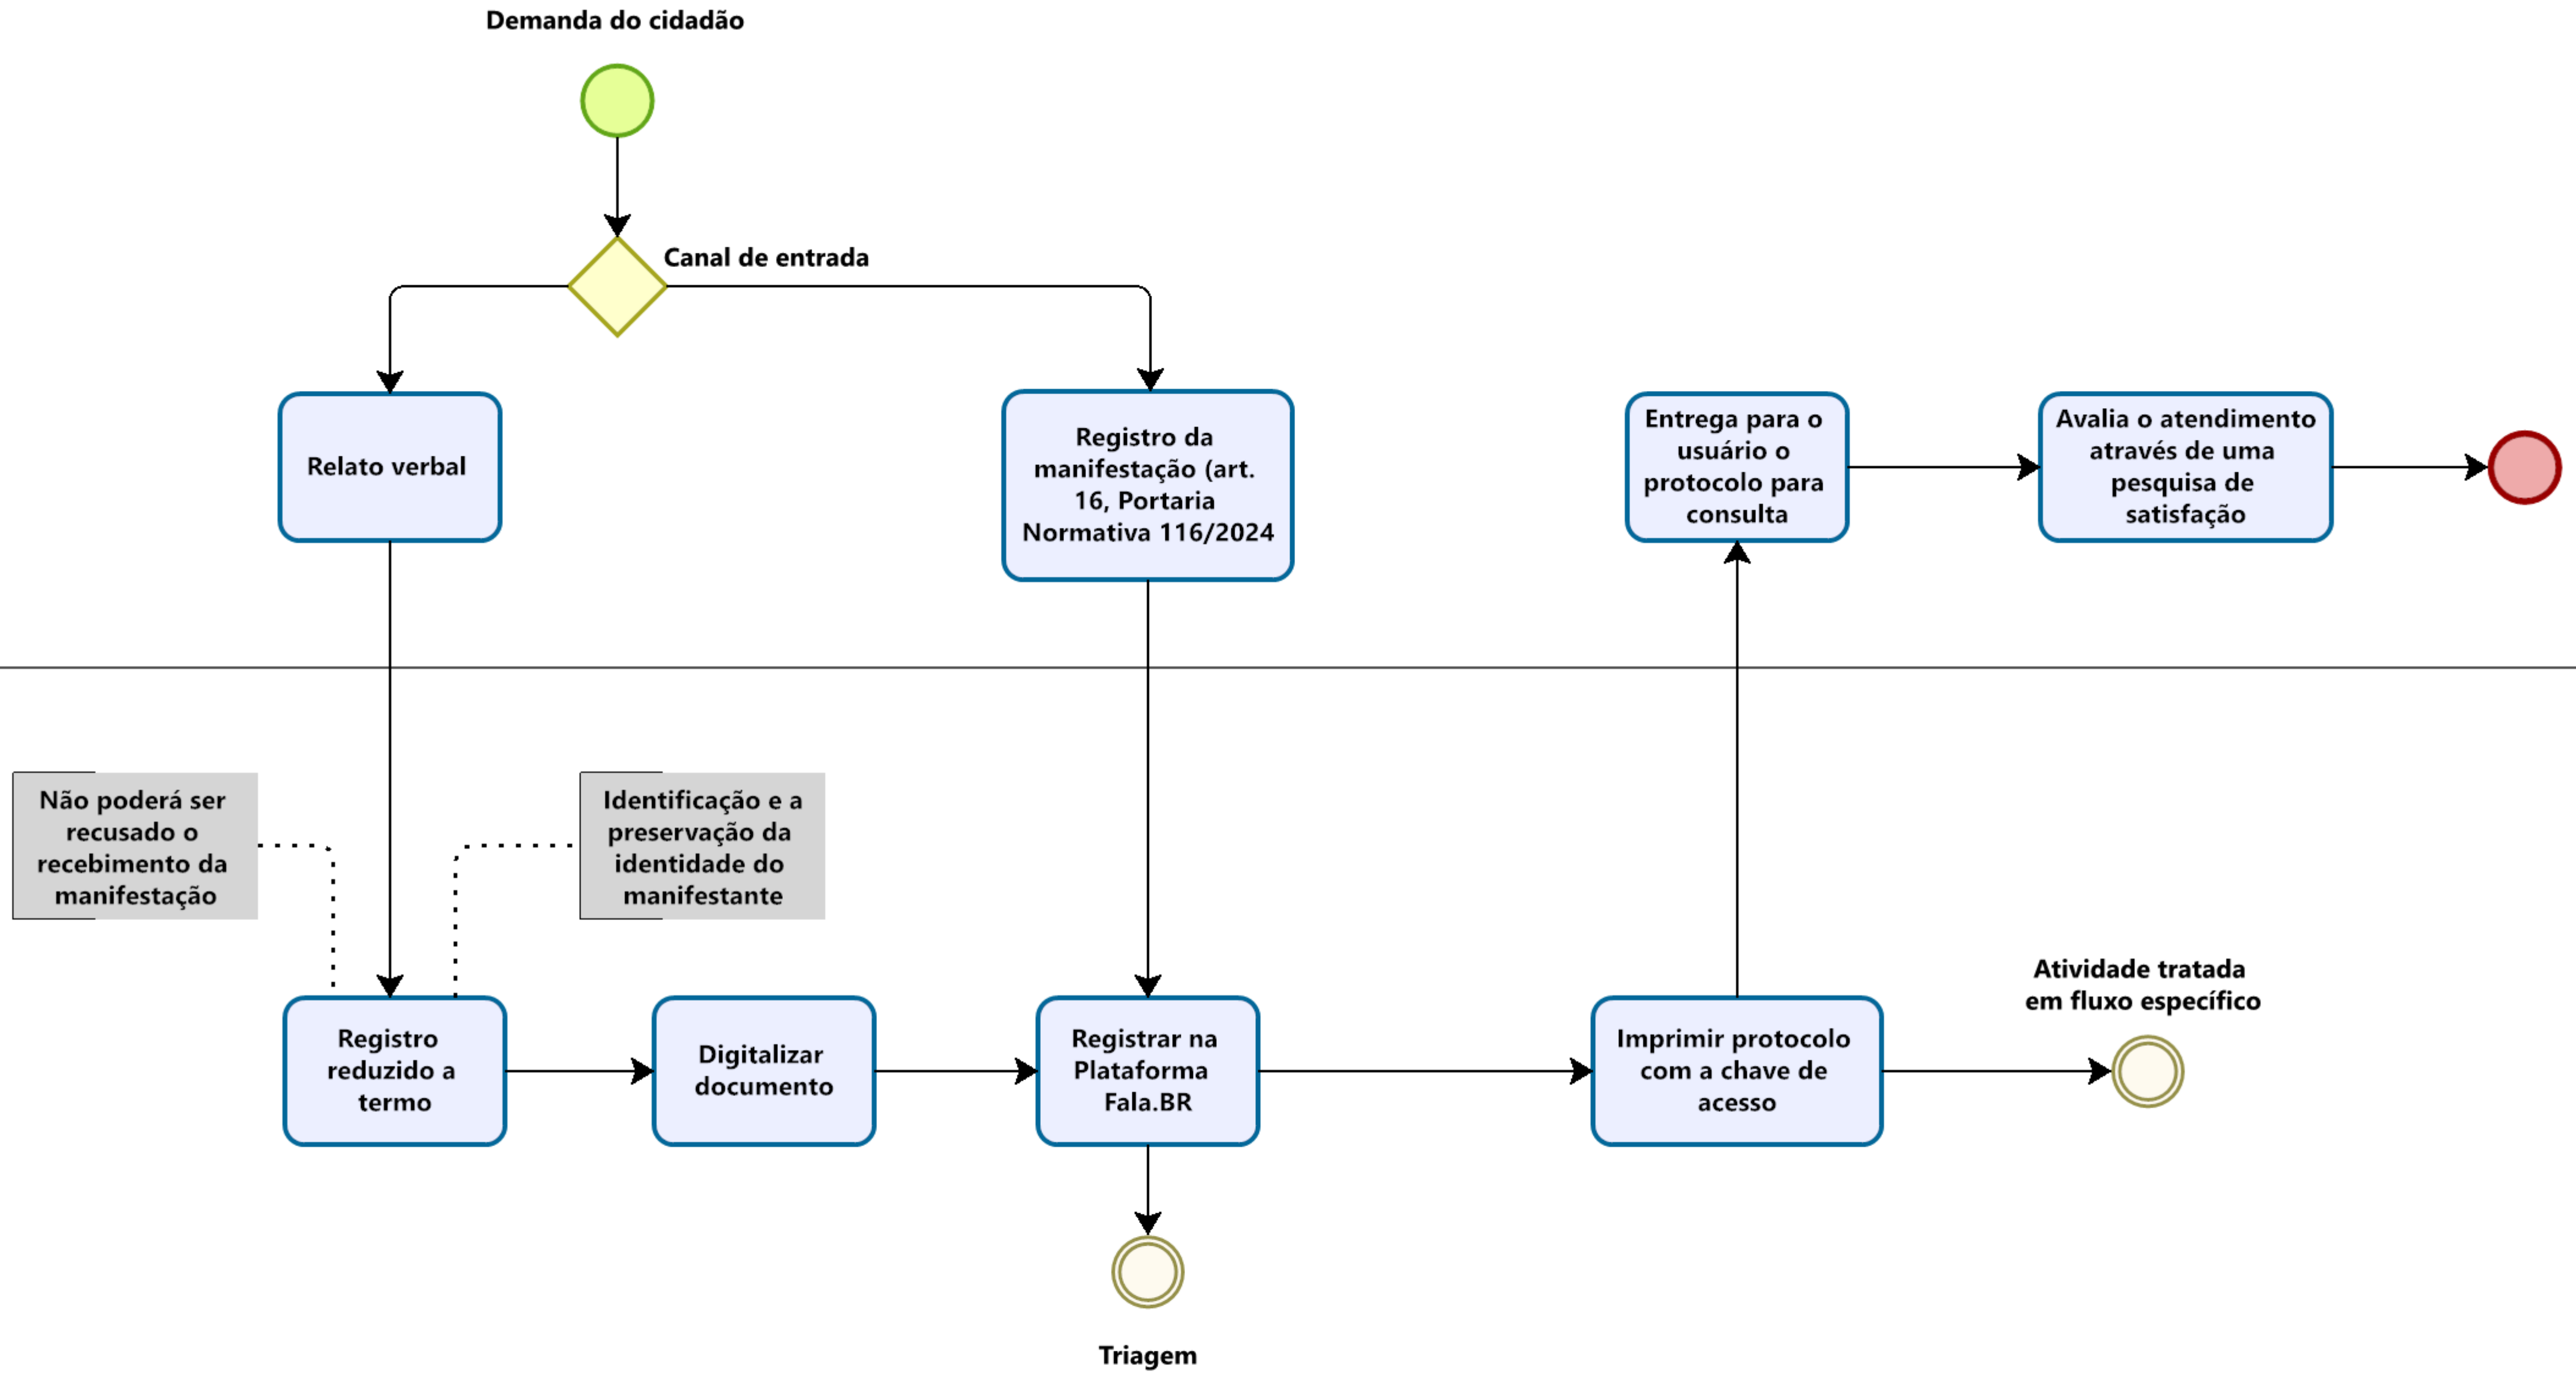 Demanda do cidadão
Canal de entrada
Relato verbal
Registro da
manifestação (art.
16, Portaria
Normativa 116/2024
Entrega para o
usuário o
protocolo para
consulta
Avalia o atendimento
através de uma
pesquisa de
satisfação
Não poderá ser
recusado o
recebimento da
manifestação
Identificação e a
preservação da
identidade do
manifestante
Registro
reduzido a
termo
Digitalizar
documento
Registrar na
Plataforma
Fala.BR
Imprimir protocolo
com a chave de
acesso
Atividade tratada
em fluxo específico
Triagem